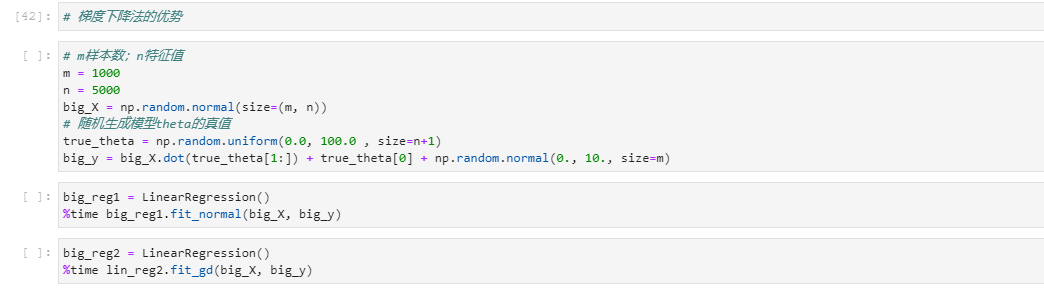 [42]: # 梯度下降法的优势
[ ]: # m样本数；n特征值
m = 1000
n = 5000
big_X = np.random.normal(size=(m, n))
# 随机生成模型theta的真值
true_theta = np.random.uniform(0.0, 100.0 , size=n+1)
big_y = big_X.dot(true_theta[1:]) + true_theta[0] + np.random.normal(0., 10., size=m)
[ ]: big_reg1 = LinearRegression()
%time big_reg1.fit_normal(big_X, big_y)
[ ]: big_reg2 = LinearRegression()
%time lin_reg2.fit_gd(big_X, big_y)